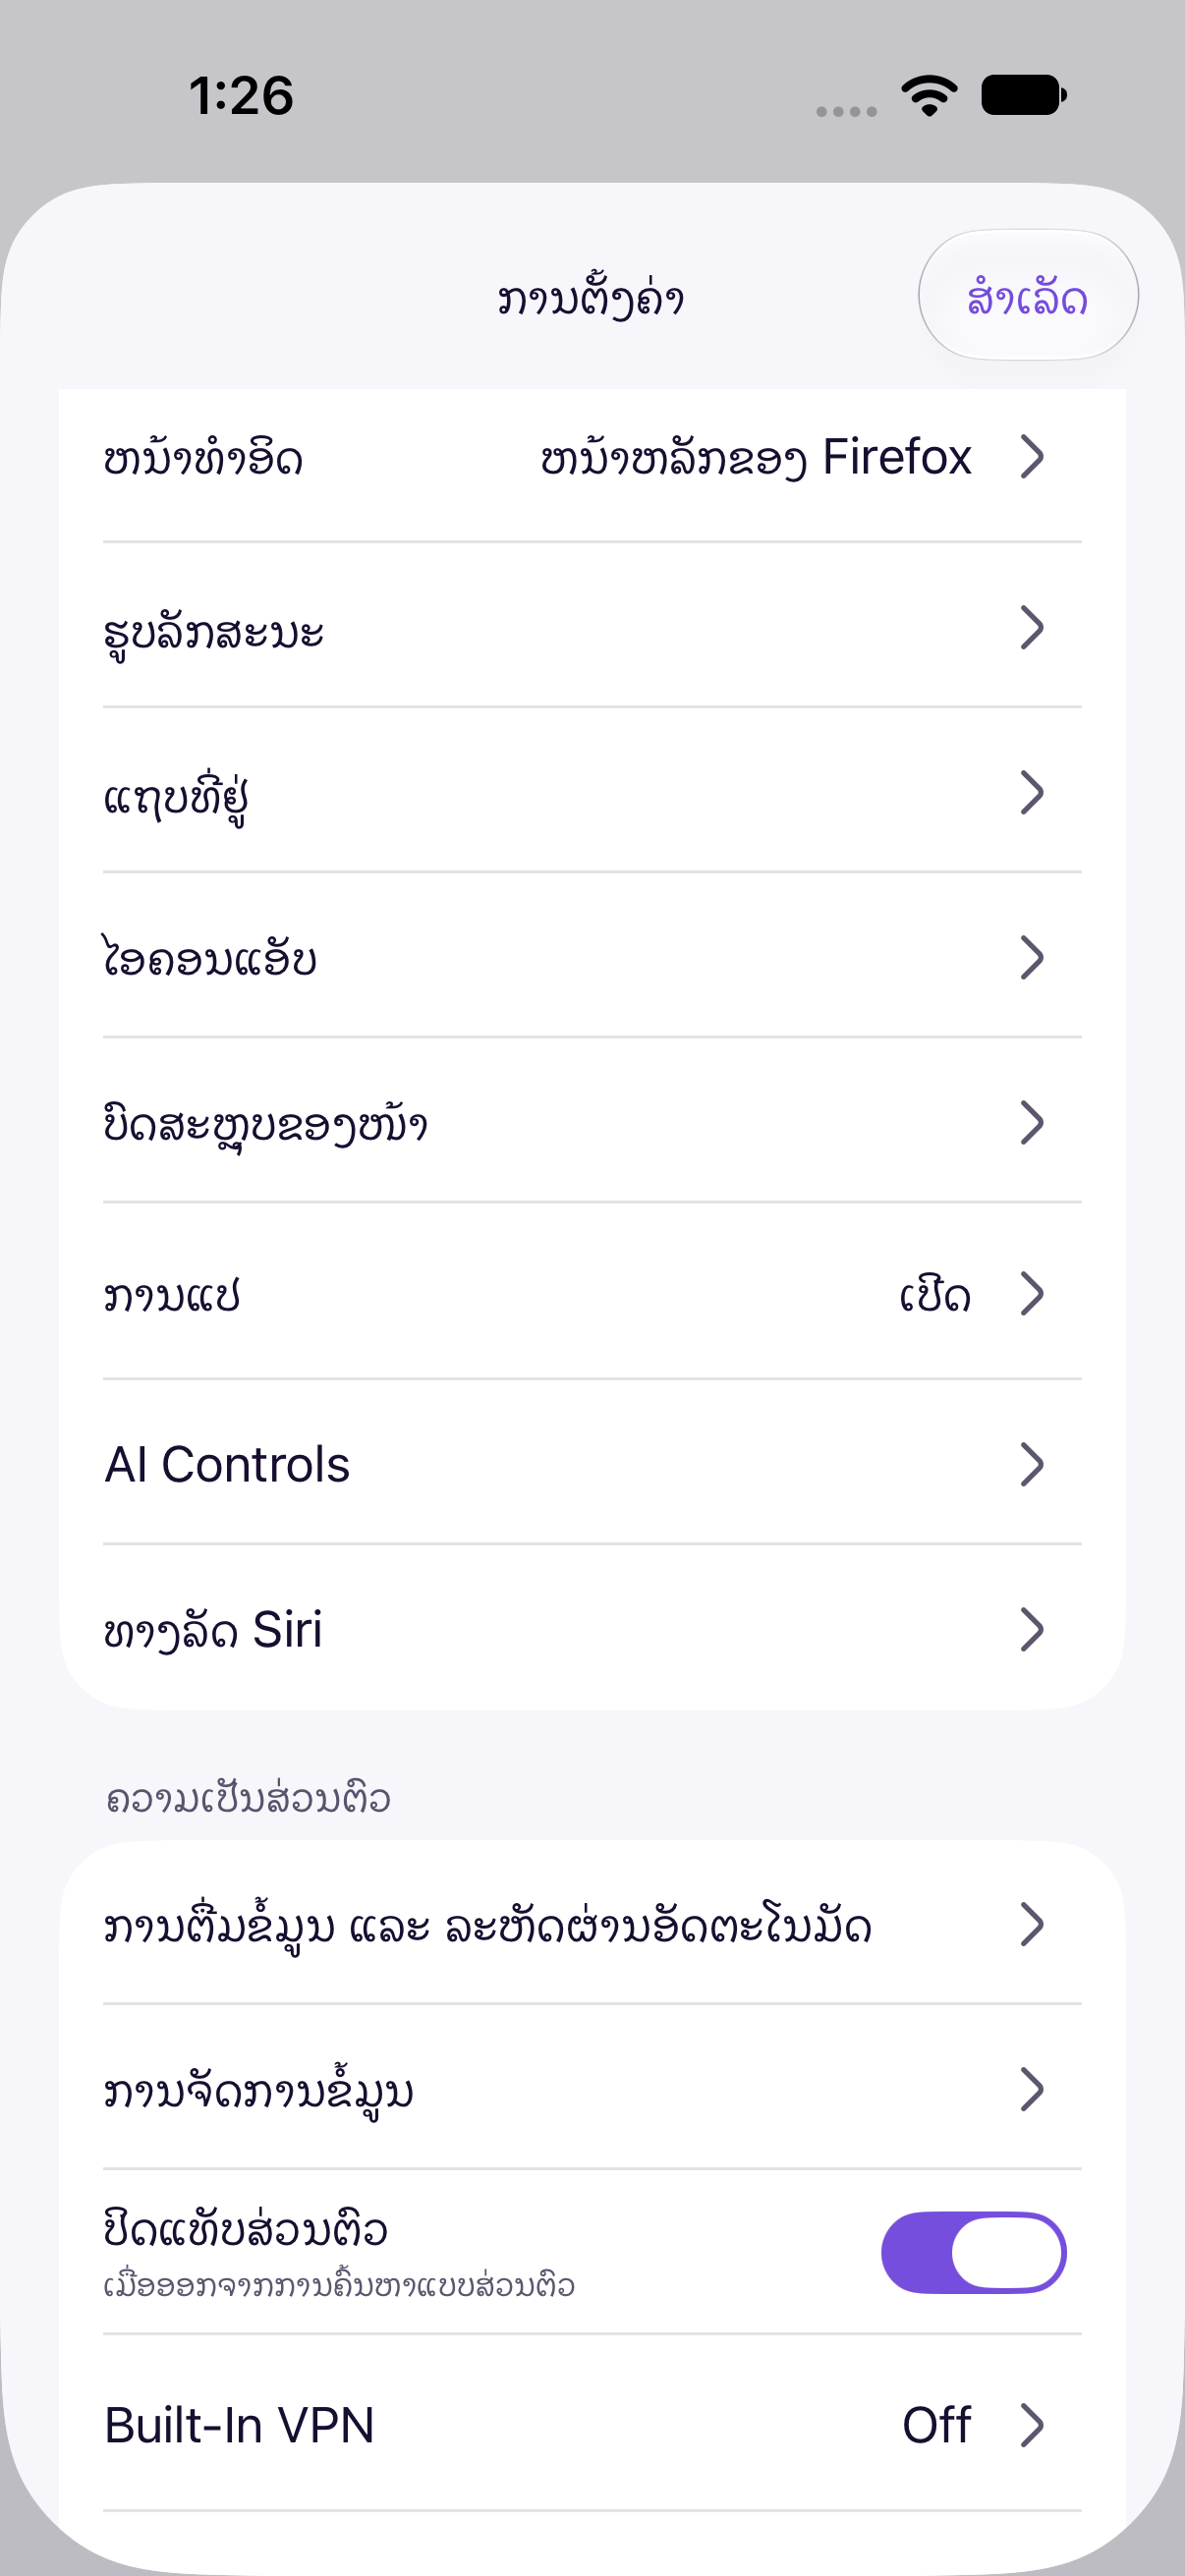 1:26
ການຕັ້ງຄ່າ
ສຳເລັດ
ຫນ້າທຳອິດ
ຫນ້າຫລັກຂອງ Firefox
ຮູບລັກສະນະ
ແຖບທີ່ຢູ່
ໄອຄອນແອັບ
ບົດສະຫຼຸບຂອງໜ້າ
ການແປ
ເປີດ
AI Controls
ທາງລັດ Siri
ຄວາມເປັນສ່ວນຕົວ
ການຕື່ມຂໍ້ມູນ ແລະ ລະຫັດຜ່ານອັດຕະໂນມັດ
ການຈັດການຂໍ້ມູນ
ປິດແທັບສ່ວນຕົວ
ເມື່ອອອກຈາກການຄົ້ນຫາແບບສ່ວນຕົວ
Built-In VPN
Off